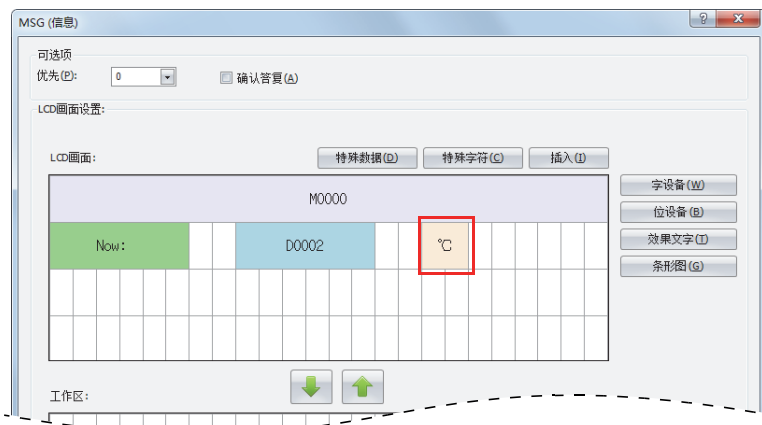 MSG (信息)
可选项
优先(P): 0 确认答复(A)
LCD画面设置:
LCD画面: 特殊数据(D) 特殊字符(C) 插入(I)
M0000 字设备(W)
位设备(B)
Now: D0002 ℃ 效果文字(T)
条形图(G)
工作区: